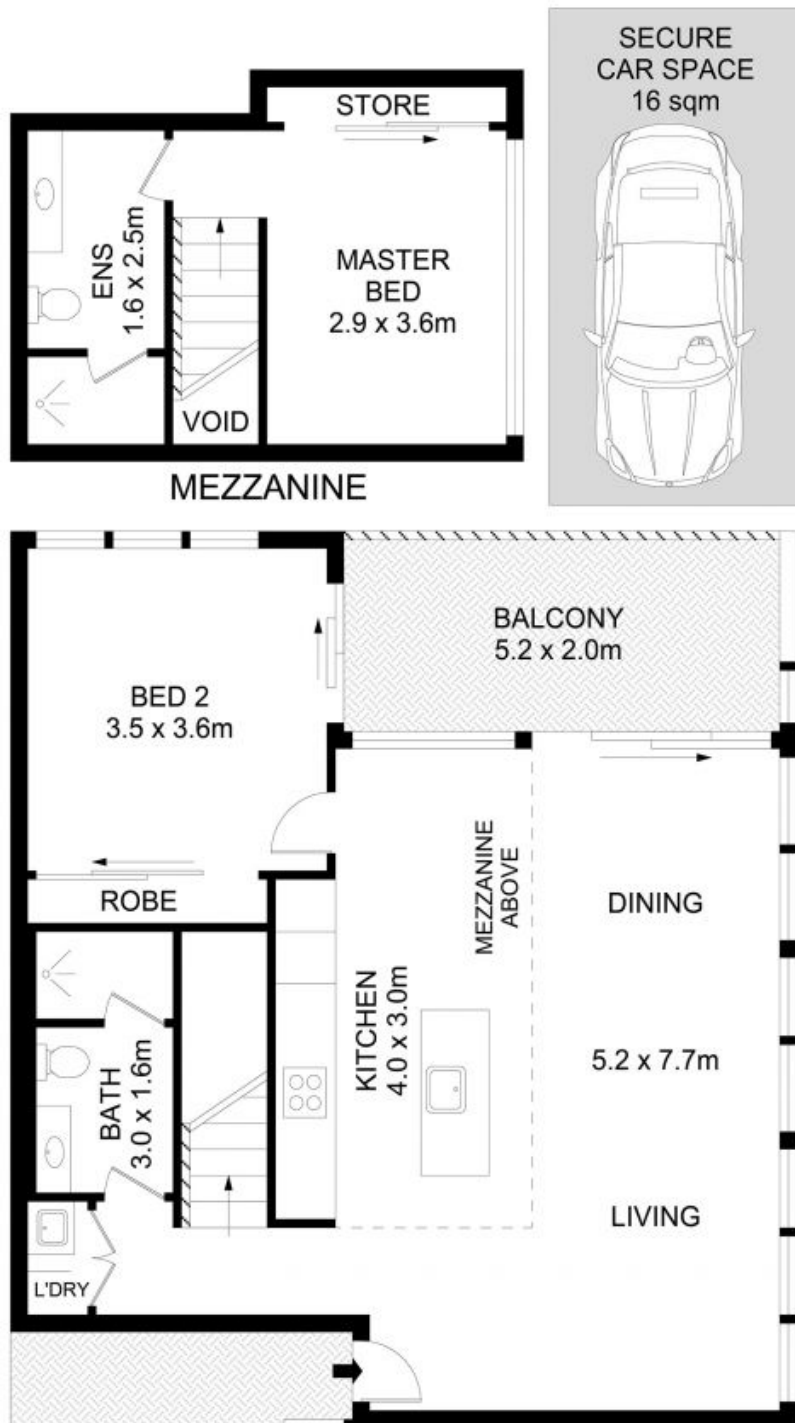 SECURE
CAR SPACE
16 sqm
STORE
ENS
1.6 x 2.5m
MASTER
BED
2.9 x 3.6m
VOID
MEZZANINE
BALCONY
5.2 x 2.0m
BED 2
3.5 x 3.6m
MEZZANINE
ABOVE
ROBE
DINING
KITCHEN
4.0 x 3.0m
BATH
3.0 x 1.6m
5.2 x 7.7m
LIVING
L'DRY